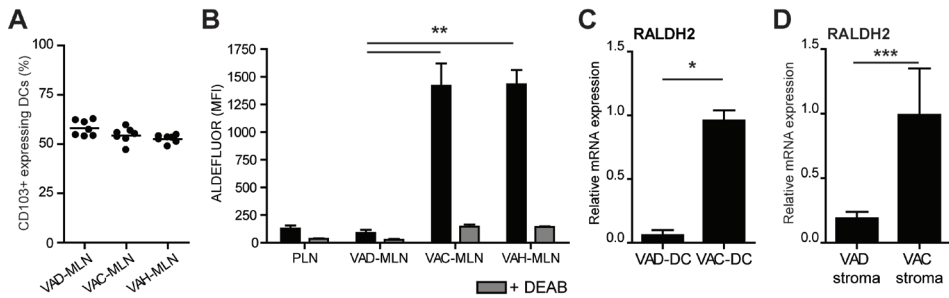 A
CD103+ expressing DCs (%)
100
75
50
25
0
VAD-MLN
VAC-MLN
VAH-MLN
B
ALDEFLUOR (MFI)
1750
1500
1250
1000
750
500
250
0
**
PLN
VAD-MLN
VAC-MLN
VAH-MLN
+ DEAB
C
RALDH2
Relative mRNA expression
1.5
1.0
0.5
0.0
*
VAD-DC
VAC-DC
D
RALDH2
Relative mRNA expression
1.5
1.0
0.5
0.0
***
VAD stroma
VAC stroma